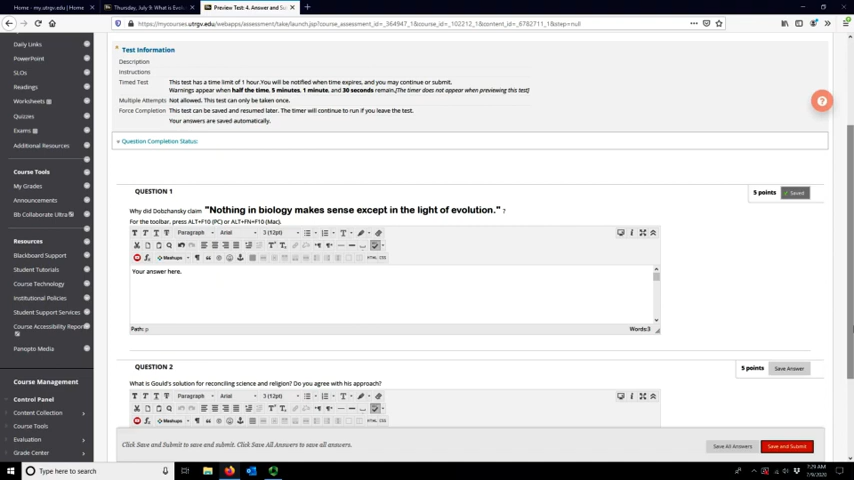 Home - my.utrgv.edu
Thursday, July 9: What is Evol
Preview Test: 4. Answer and Su
https://mycourses.utrgv.edu/webapps/assessment/take/launch.jsp?course_assessment_id=_364947_1&course_id=_102212_1&content_id=_6782711_1&step=null
Daily Links
PowerPoint
SLOs
Readings
Worksheets
Quizzes
Exams
Additional Resources
Course Tools
My Grades
Announcements
Bb Collaborate Ultra
Resources
Blackboard Support
Student Tutorials
Course Technology
Institutional Policies
Student Support Services
Course Accessibility Report
Panopto Media
Course Management
Control Panel
Content Collection
Course Tools
Evaluation
Grade Center
Test Information
Description
Instructions
Timed Test This test has a time limit of 1 hour.You will be notified when time expires, and you may continue or submit.
Warnings appear when half the time, 5 minutes, 1 minute, and 30 seconds remain.[The timer does not appear when previewing this test]
Multiple Attempts Not allowed. This test can only be taken once.
Force Completion This test can be saved and resumed later. The timer will continue to run if you leave the test.
Your answers are saved automatically.
Question Completion Status:
QUESTION 1
5 points Saved
Why did Dobzhansky claim "Nothing in biology makes sense except in the light of evolution." ?
For the toolbar, press ALT+F10 (PC) or ALT+FN+F10 (Mac).
Paragraph Arial 3 (12pt)
Mashups HTML CSS
Your answer here.
Path: p Words:3
QUESTION 2
5 points Save Answer
What is Gould's solution for reconciling science and religion? Do you agree with his approach?
Paragraph Arial 3 (12pt)
Mashups HTML CSS
Click Save and Submit to save and submit. Click Save All Answers to save all answers.
Save All Answers Save and Submit
Type here to search
7:29 AM
7/9/2020